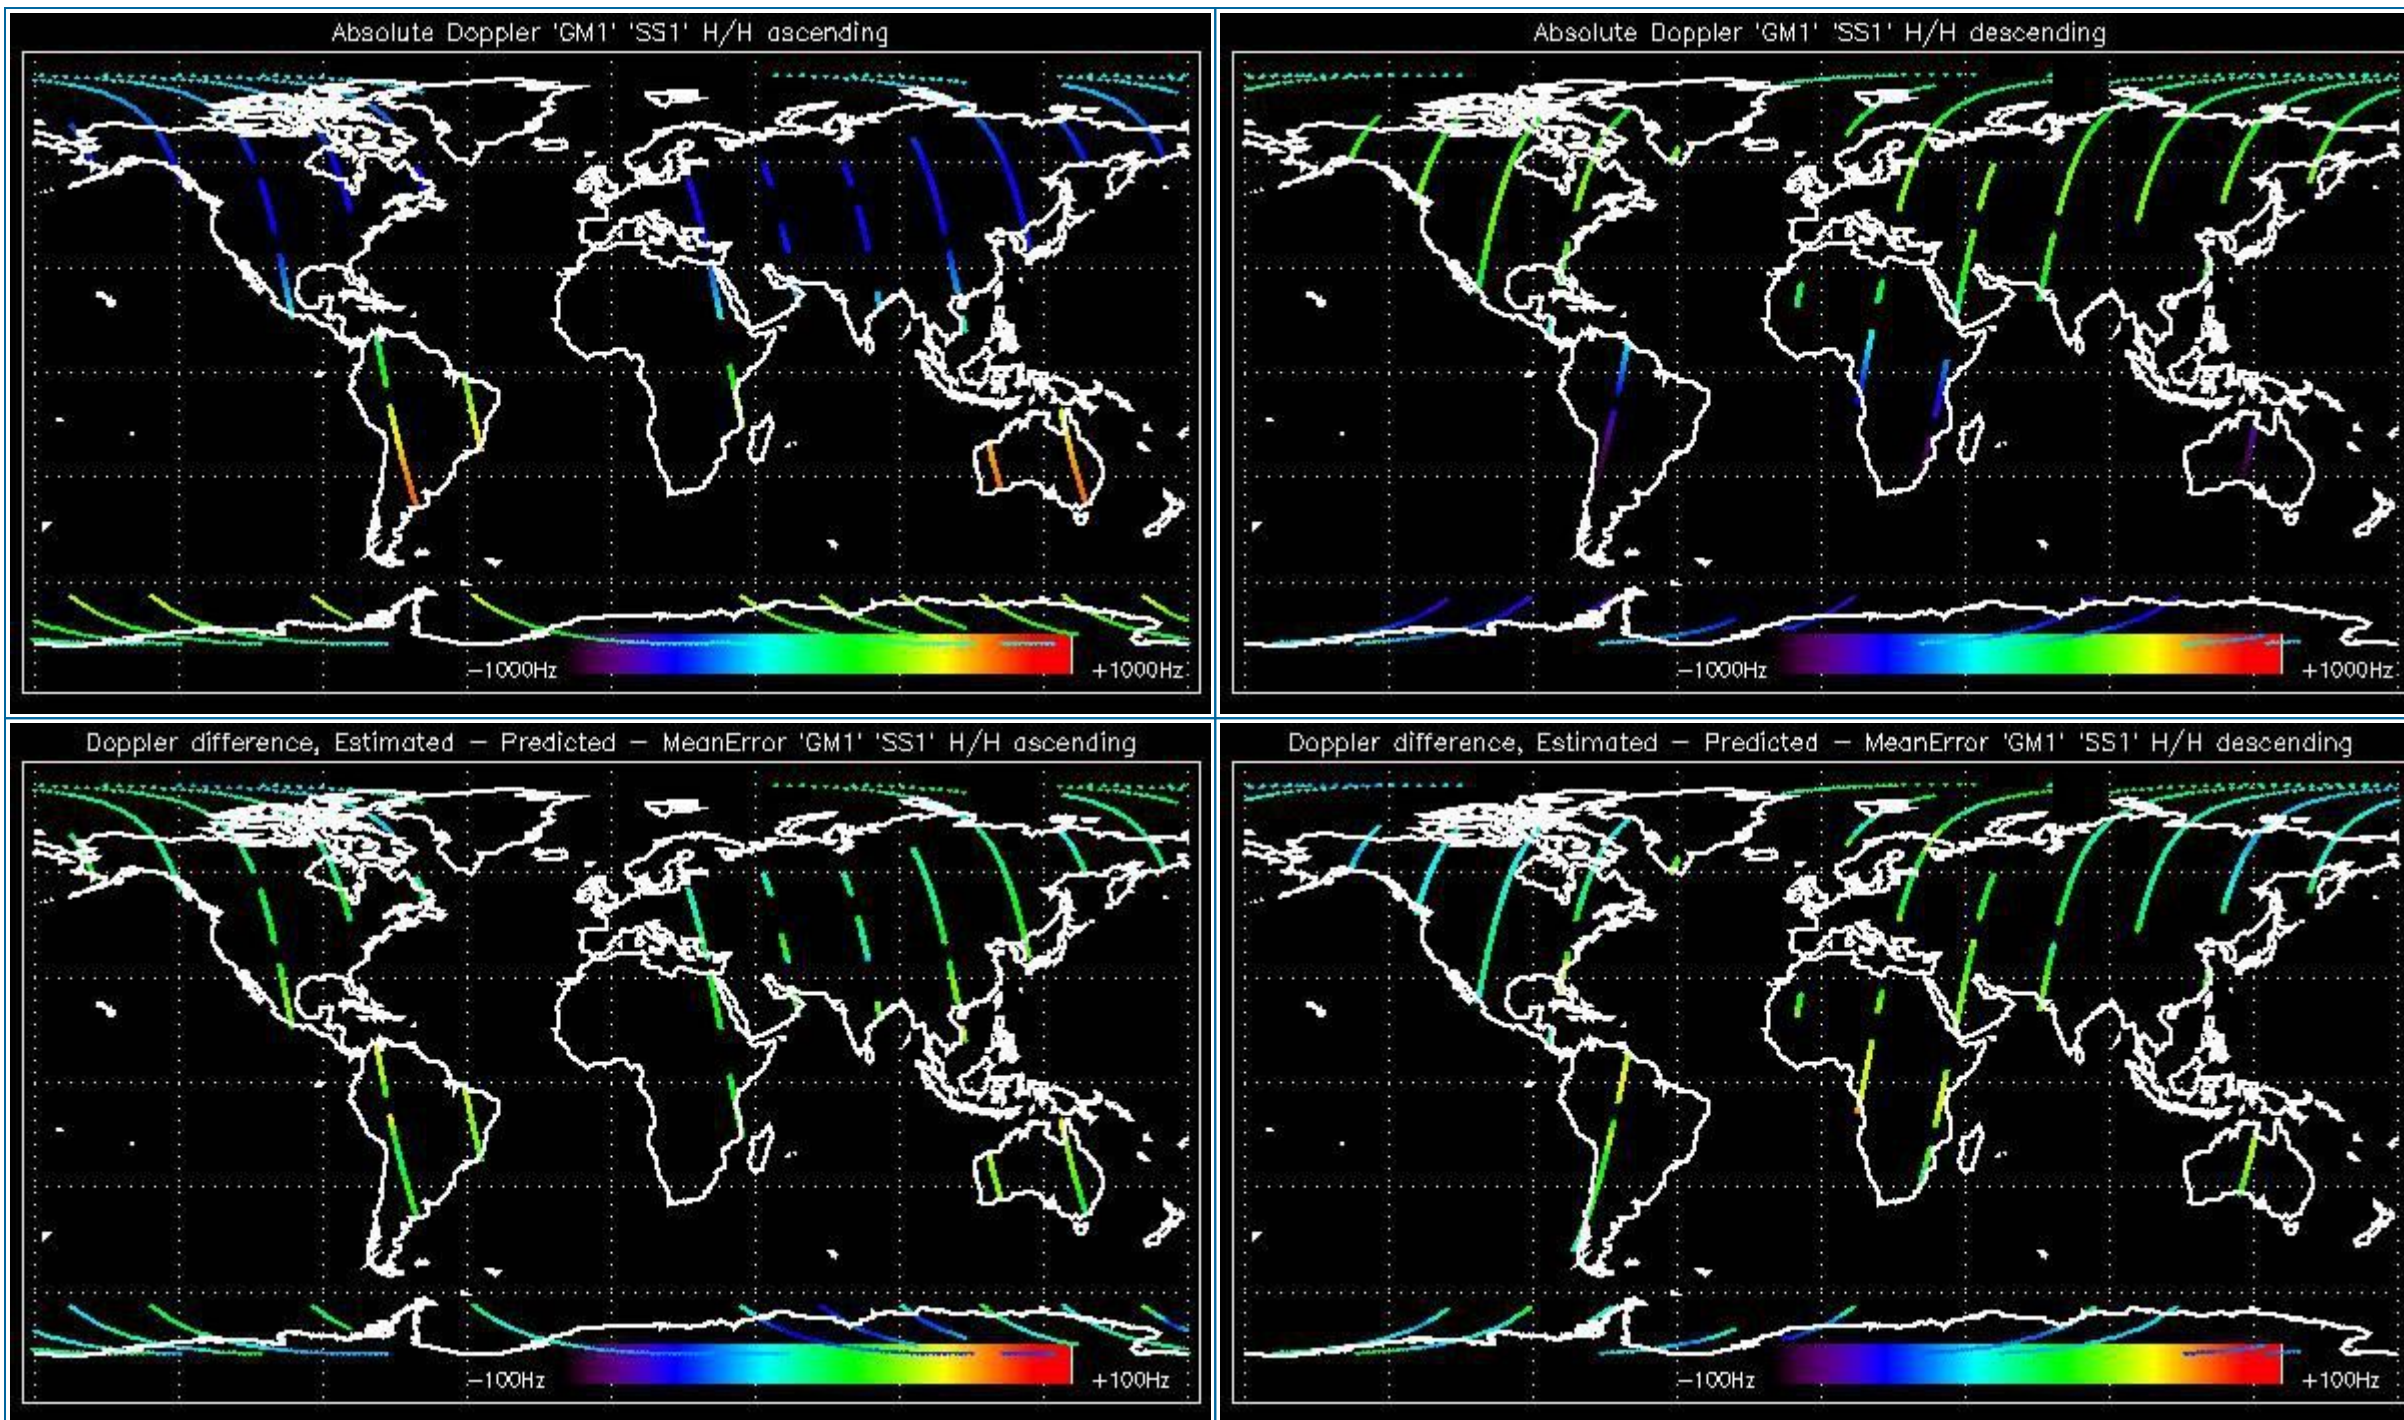 Absolute Doppler 'GM1' 'SS1' H/H ascending
-1000Hz
+1000Hz
Absolute Doppler 'GM1' 'SS1' H/H descending
-1000Hz
+1000Hz
Doppler difference, Estimated - Predicted - MeanError 'GM1' 'SS1' H/H ascending
-100Hz
+100Hz
Doppler difference, Estimated - Predicted - MeanError 'GM1' 'SS1' H/H descending
-100Hz
+100Hz